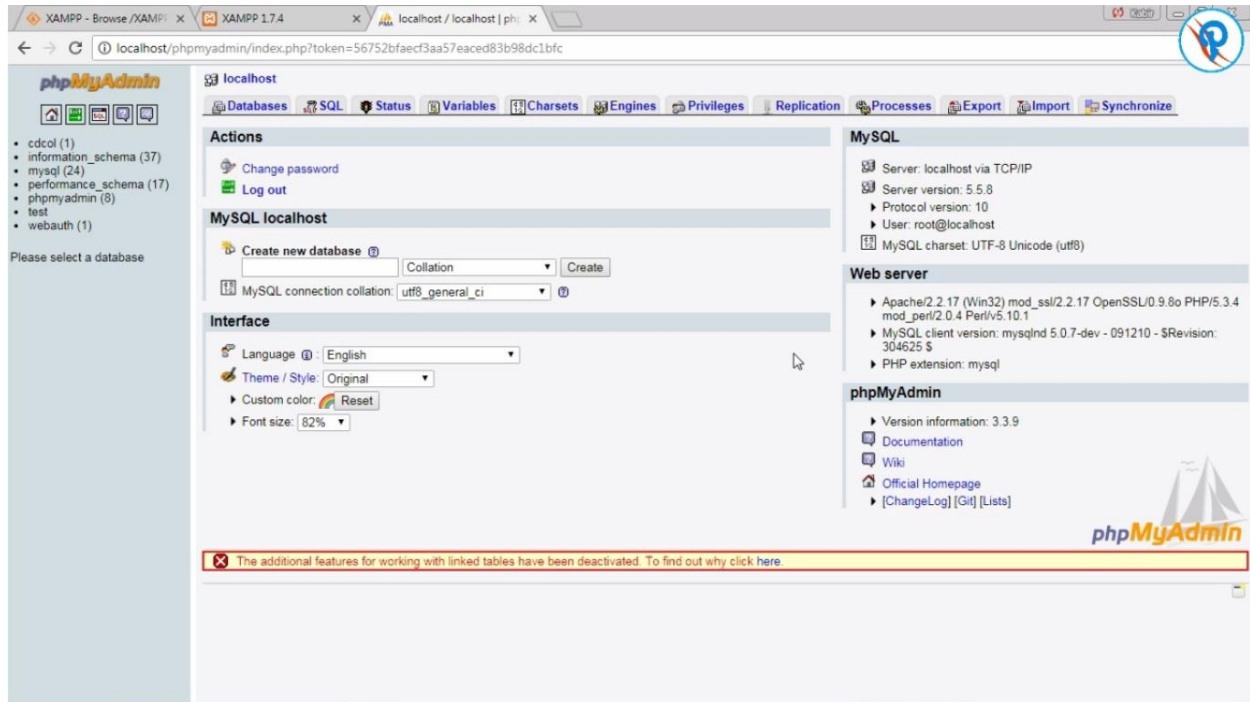 XAMPP - Browse /XAMPP
XAMPP 1.7.4
localhost / localhost | ph
localhost/phpmyadmin/index.php?token=56752bfaecf3aa57eaced83b98dc1bfc
phpMyAdmin
cdcol (1)
information_schema (37)
mysql (24)
performance_schema (17)
phpmyadmin (8)
test
webauth (1)
Please select a database
localhost
Databases SQL Status Variables Charsets Engines Privileges Replication Processes Export Import Synchronize
Actions
Change password
Log out
MySQL localhost
Create new database
Collation Create
MySQL connection collation: utf8_general_ci
Interface
Language : English
Theme / Style: Original
Custom color: Reset
Font size: 82%
MySQL
Server: localhost via TCP/IP
Server version: 5.5.8
Protocol version: 10
User: root@localhost
MySQL charset: UTF-8 Unicode (utf8)
Web server
Apache/2.2.17 (Win32) mod_ssl/2.2.17 OpenSSL/0.9.8o PHP/5.3.4
mod_perl/2.0.4 Perl/v5.10.1
MySQL client version: mysqlnd 5.0.7-dev - 091210 - $Revision:
304625 $
PHP extension: mysql
phpMyAdmin
Version information: 3.3.9
Documentation
Wiki
Official Homepage
[ChangeLog] [Git] [Lists]
phpMyAdmin
The additional features for working with linked tables have been deactivated. To find out why click here.